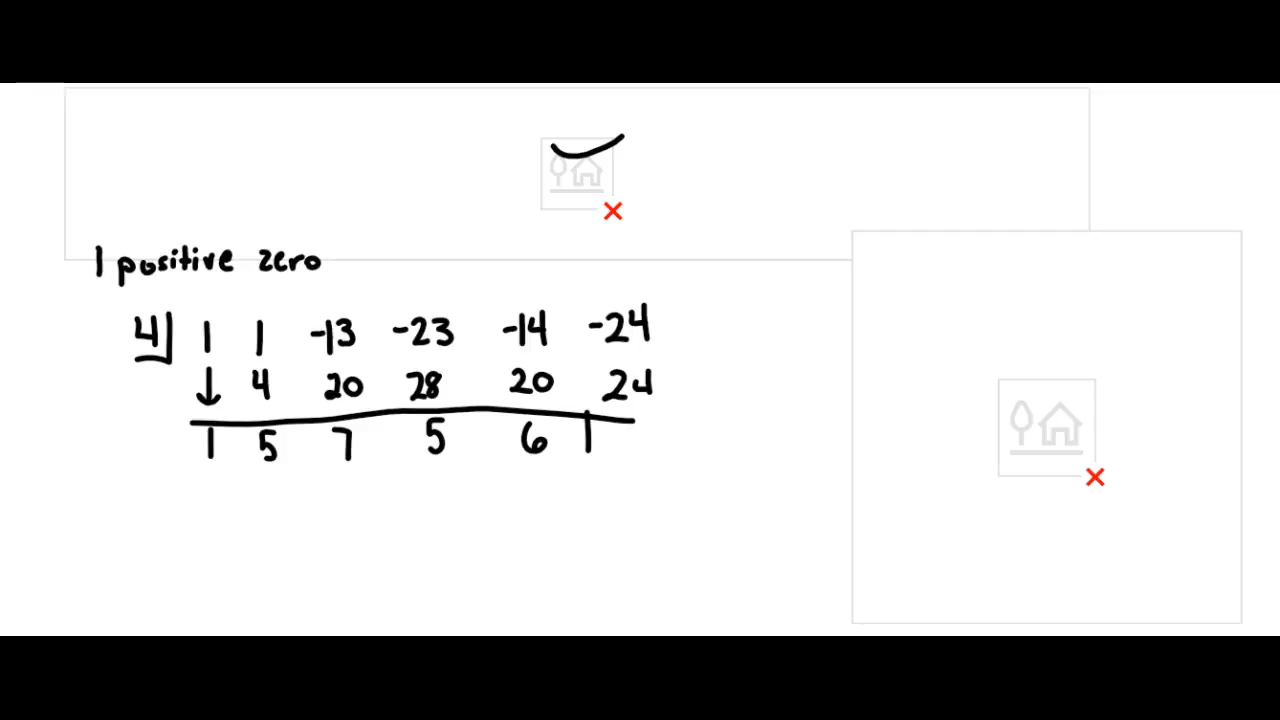 1 positive zero
4 1 1 -13 -23 -14 -24
↓ 4 20 28 20 24
1 5 7 5 6